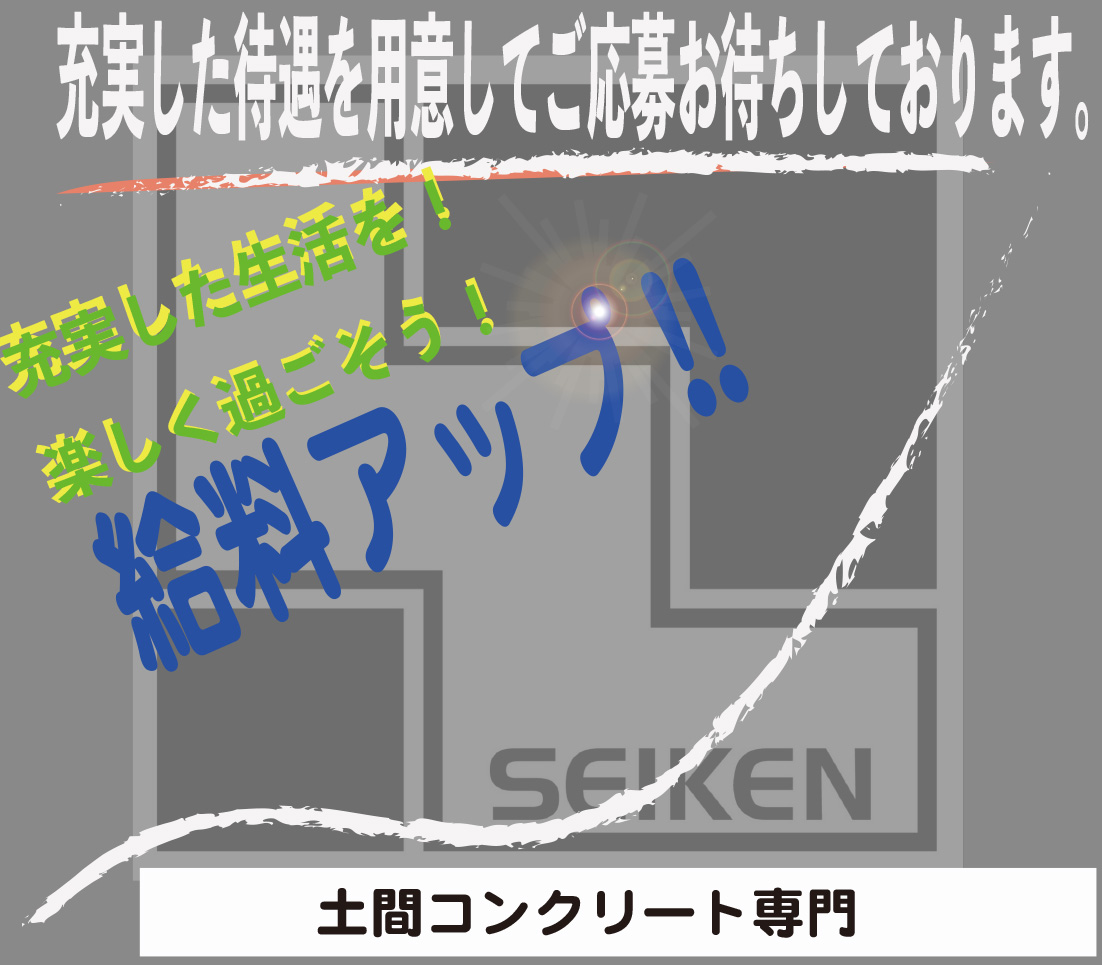 充実した待遇を用意してご応募お待ちしております。
充実した生活を！
楽しく過ごそう！
給料アップ!!
SEIKEN
土間コンクリート専門